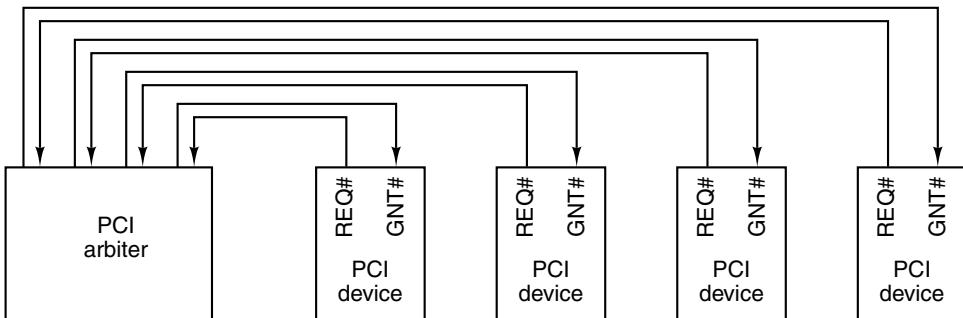 REQ#
GNT#
REQ#
GNT#
REQ#
GNT#
REQ#
GNT#
PCI
arbiter
PCI
device
PCI
device
PCI
device
PCI
device